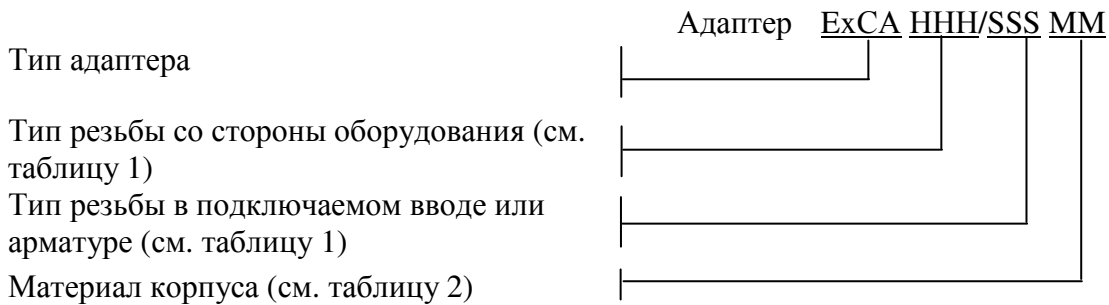 Адаптер ExCA HHH/SSS MM
Тип адаптера
Тип резьбы со стороны оборудования (см.
таблицу 1)
Тип резьбы в подключаемом вводе или
арматуре (см. таблицу 1)
Материал корпуса (см. таблицу 2)